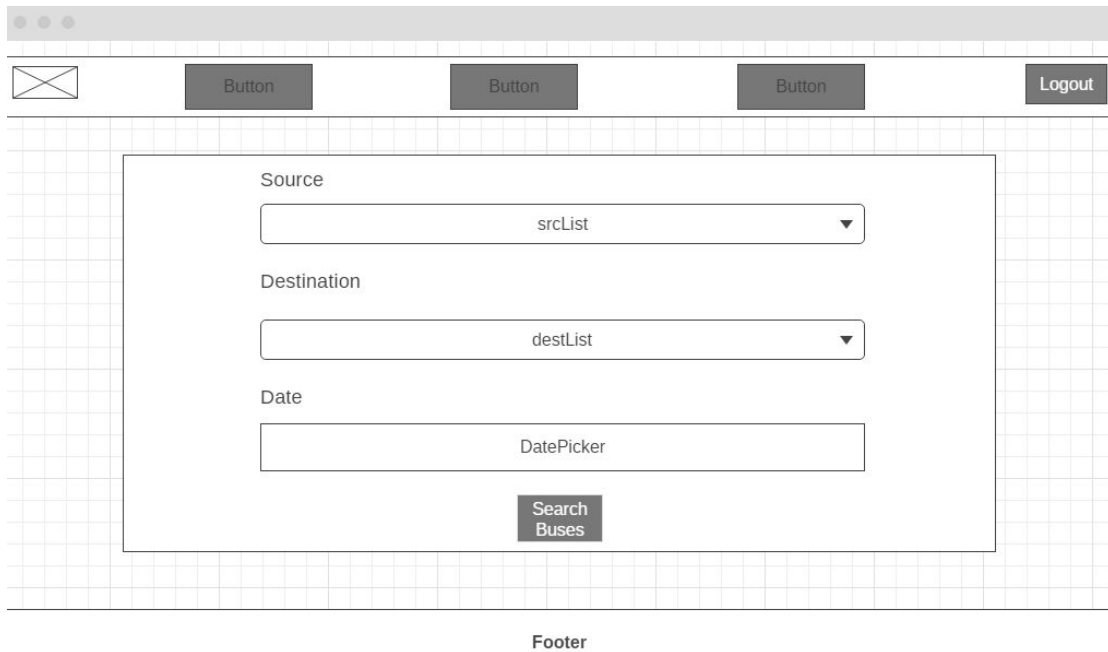 Button
Button
Button
Logout
Source
srcList
Destination
destList
Date
DatePicker
Search
Buses
Footer